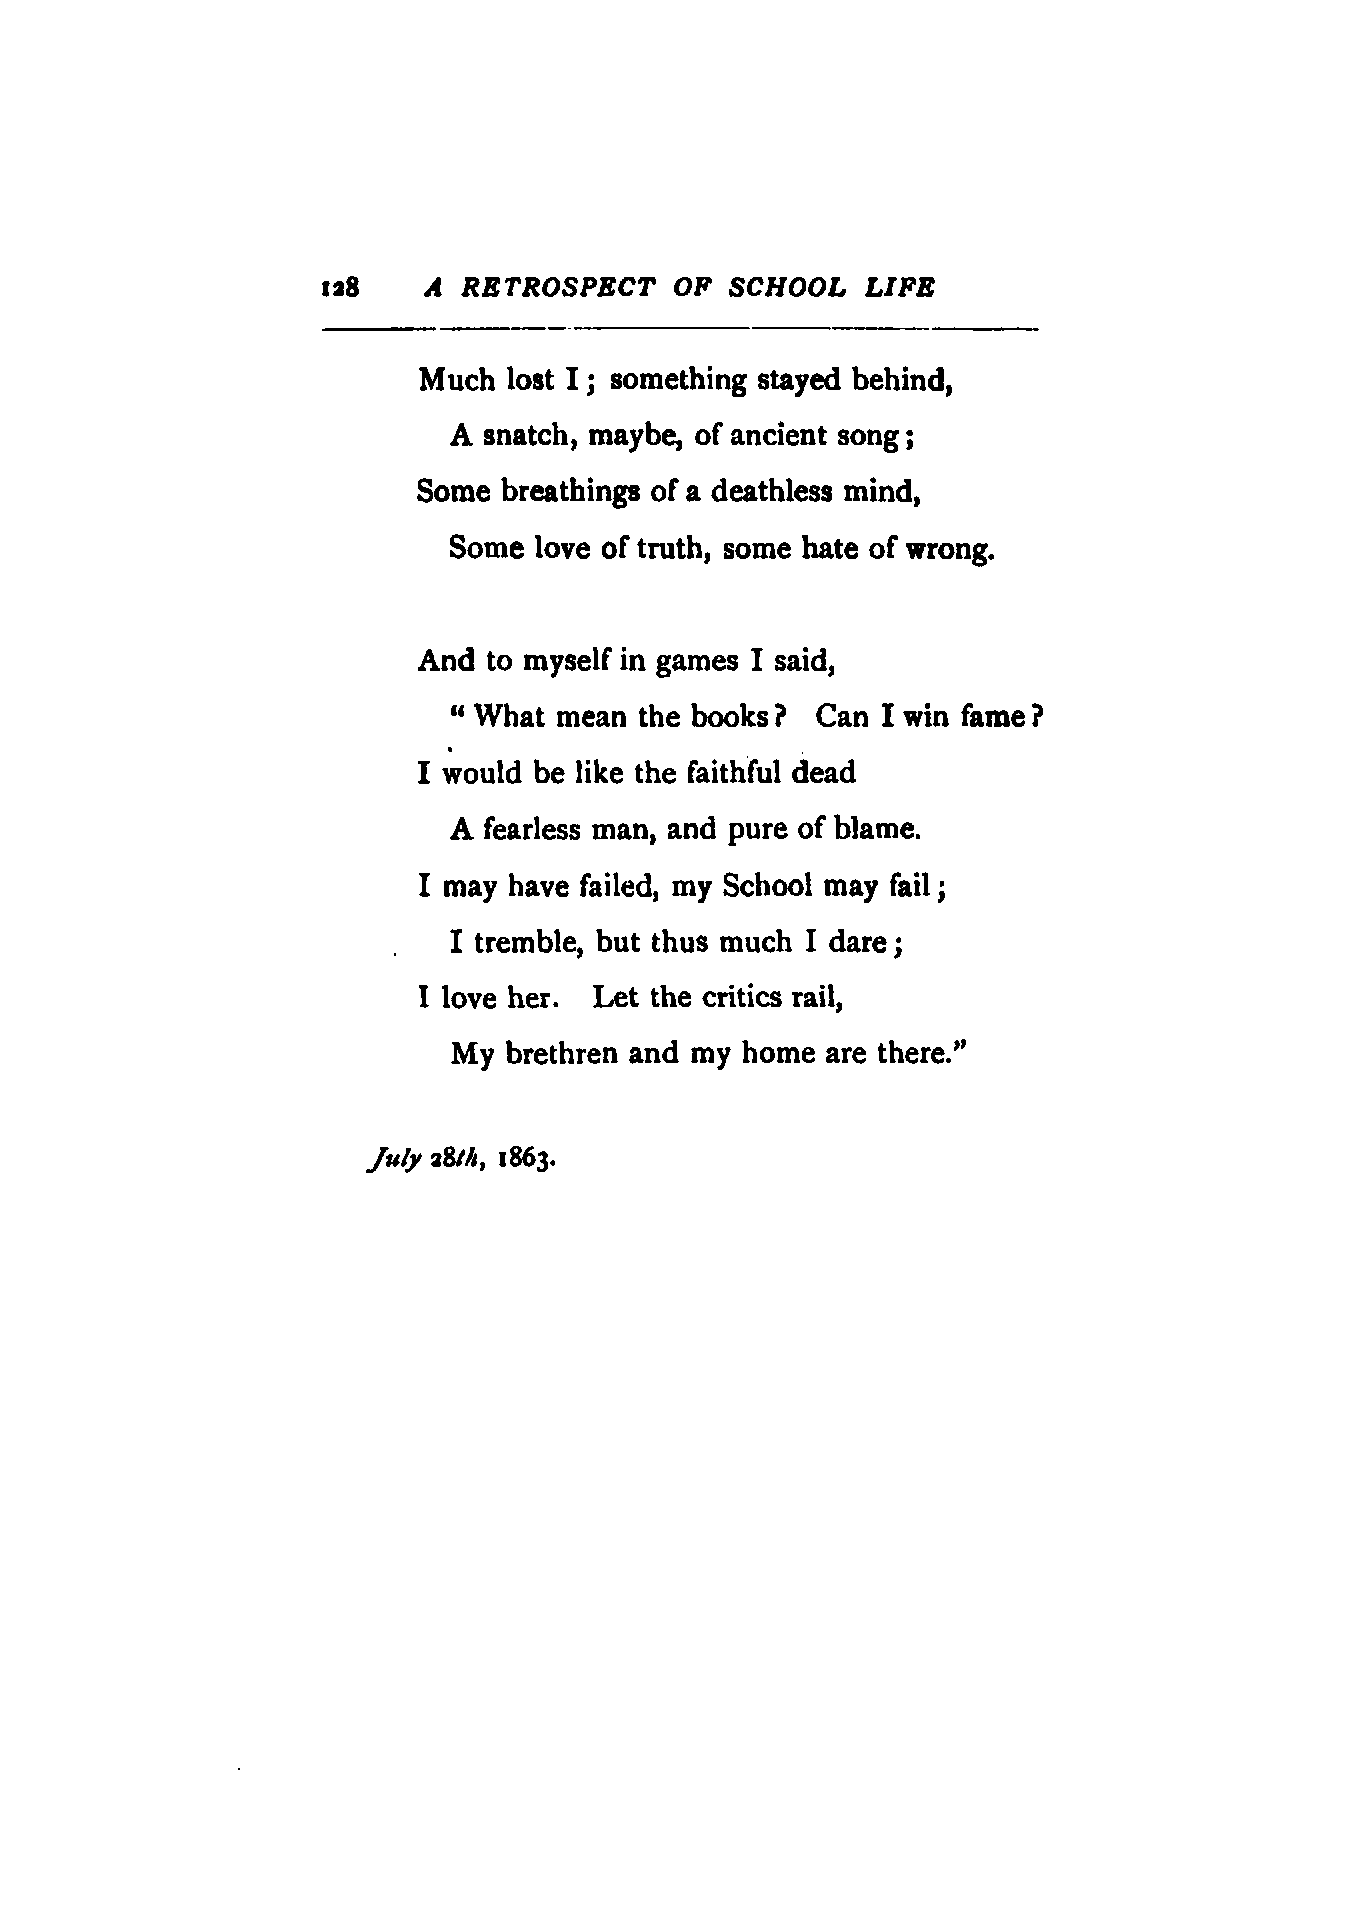 128 A RETROSPECT OF SCHOOL LIFE
Much lost I; something stayed behind,
A snatch, maybe, of ancient song;
Some breathings of a deathless mind,
Some love of truth, some hate of wrong.
And to myself in games I said,
"What mean the books? Can I win fame?
I would be like the faithful dead
A fearless man, and pure of blame.
I may have failed, my School may fail;
I tremble, but thus much I dare;
I love her. Let the critics rail,
My brethren and my home are there."
July 28th, 1863.